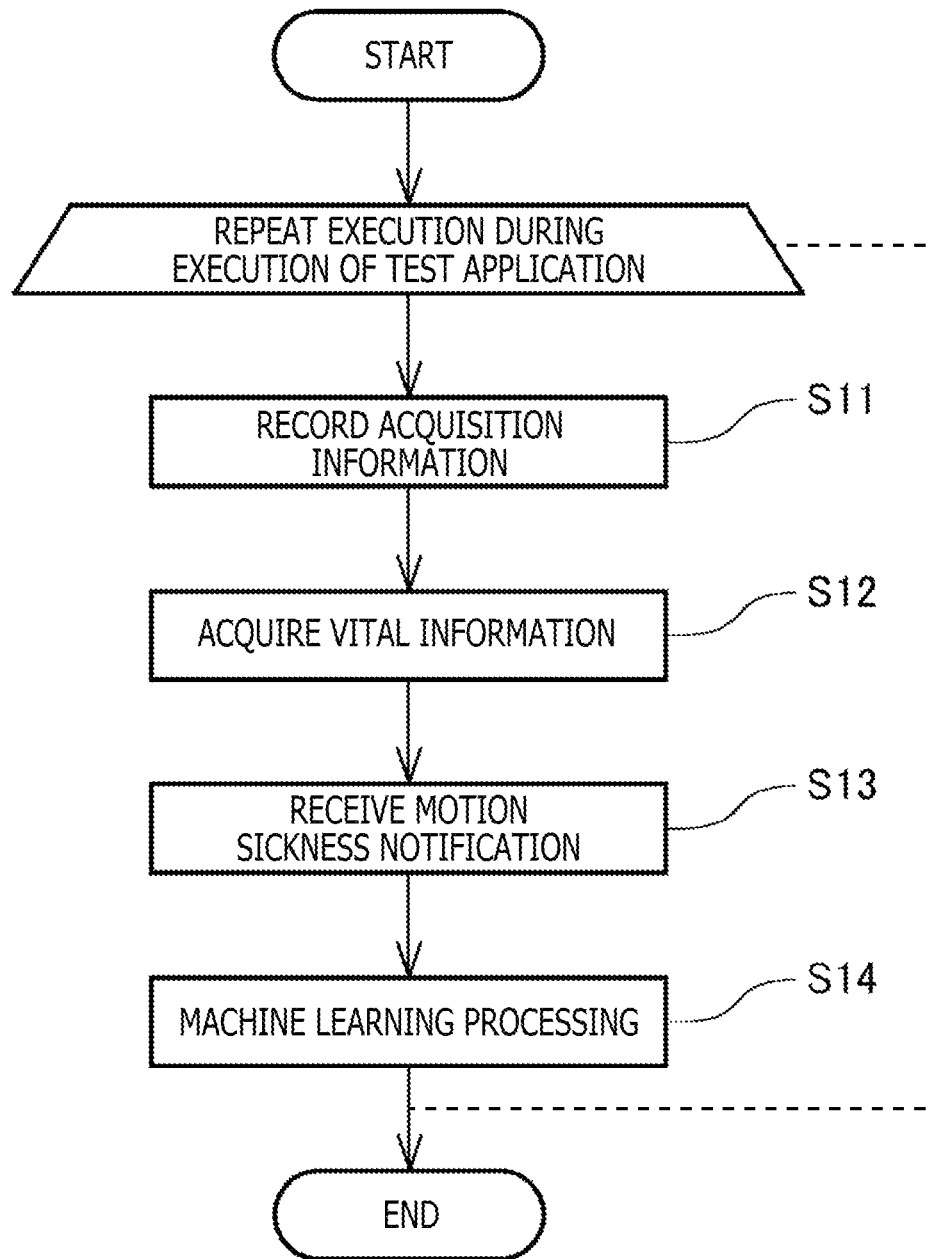 START
REPEAT EXECUTION DURING
EXECUTION OF TEST APPLICATION
RECORD ACQUISITION
INFORMATION
S11
ACQUIRE VITAL INFORMATION
S12
RECEIVE MOTION
SICKNESS NOTIFICATION
S13
MACHINE LEARNING PROCESSING
S14
END